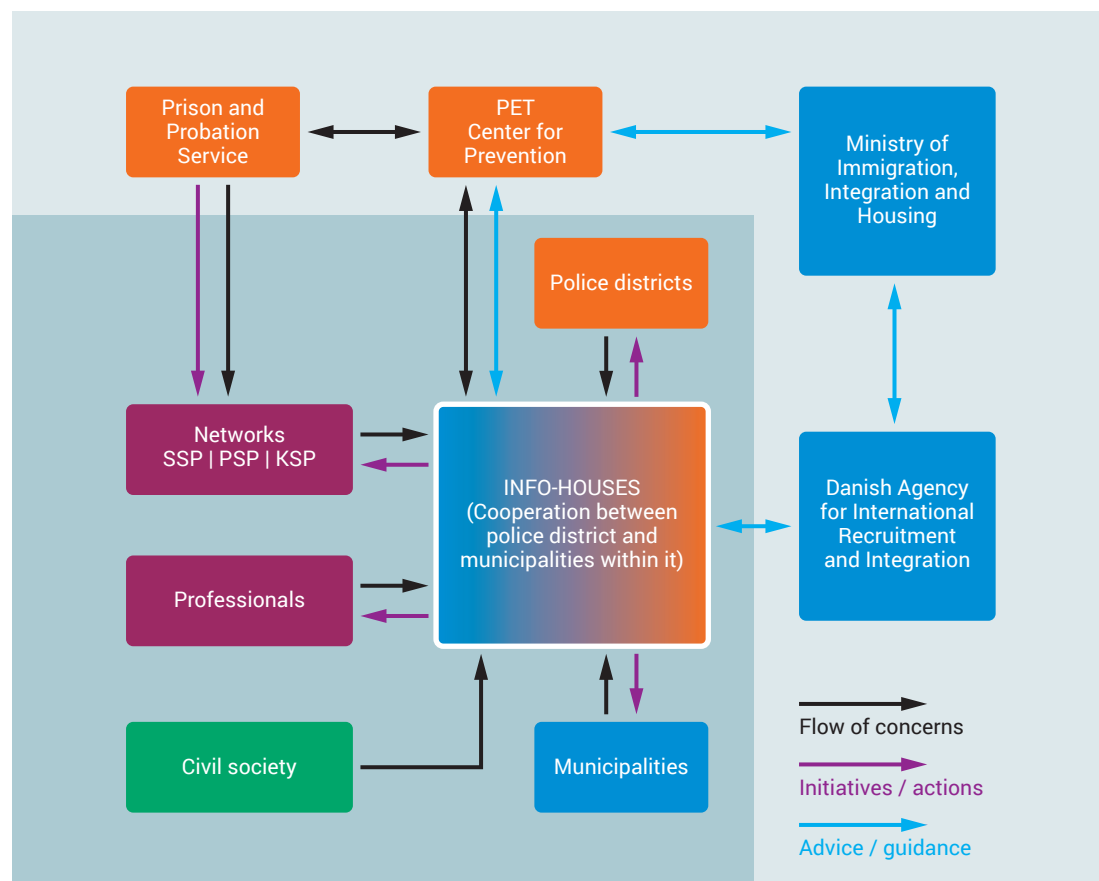 Prison and
Probation
Service
PET
Center for
Prevention
Ministry of
Immigration,
Integration and
Housing
Police districts
Networks
SSP | PSP | KSP
INFO-HOUSES
(Cooperation between
police district and
municipalities within it)
Danish Agency
for International
Recruitment
and Integration
Professionals
Civil society
Municipalities
Flow of concerns
Initiatives / actions
Advice / guidance